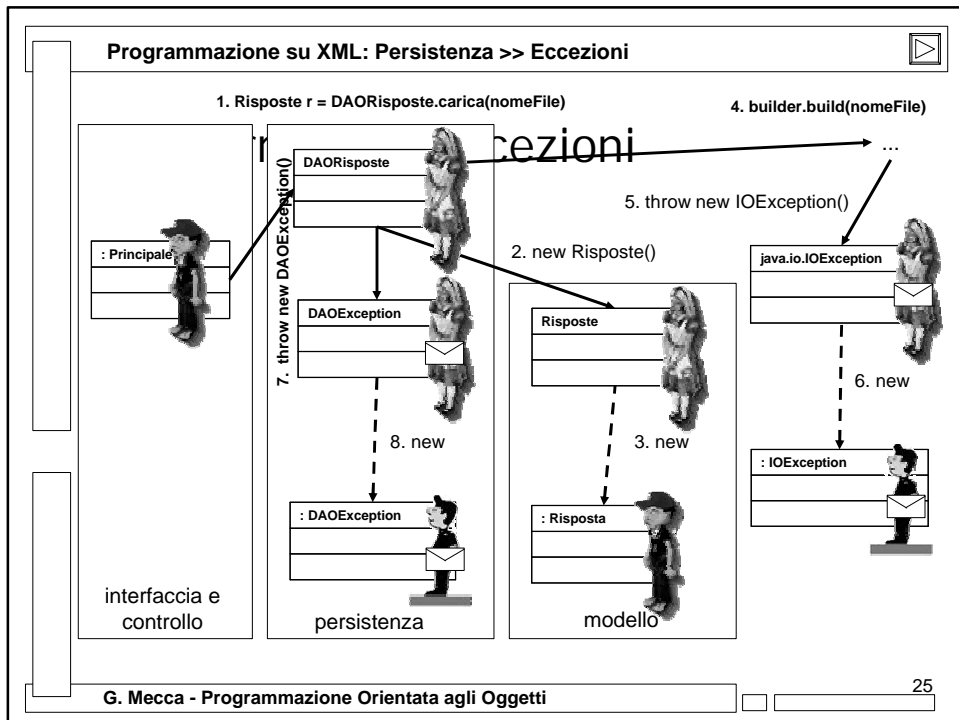 Programmazione su XML: Persistenza >> Eccezioni
1. Risposte r = DAORisposte.carica(nomeFile)
4. builder.build(nomeFile)
DAORisposte
...
5. throw new IOException()
: Principale
7. throw new DAOException()
2. new Risposte()
java.io.IOException
DAOException
Risposte
6. new
8. new
3. new
: IOException
: DAOException
: Risposta
interfaccia e
controllo
persistenza
modello
G. Mecca - Programmazione Orientata agli Oggetti
25